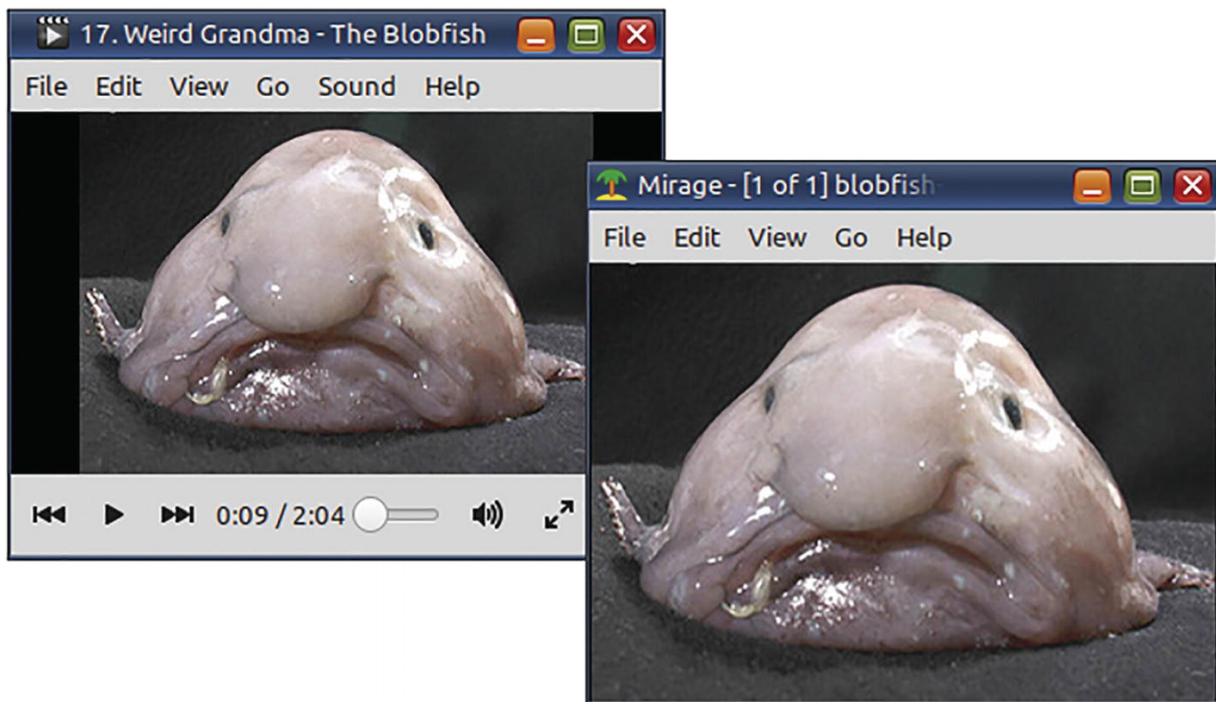 17. Weird Grandma - The Blobfish
File Edit View Go Sound Help
0:09 / 2:04
Mirage - [1 of 1] blobfish-
File Edit View Go Help